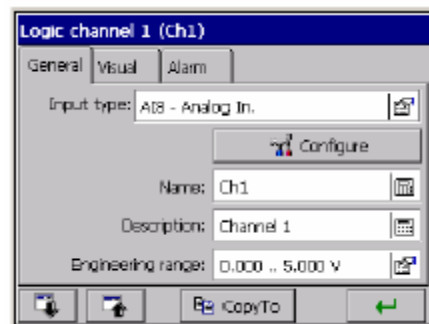 Logic channel 1 (Ch1)
General Visual Alarm
Input type: AI8 - Analog In.
Configure
Name: Ch1
Description: Channel 1
Engineering range: 0.000 .. 5.000 V
CopyTo